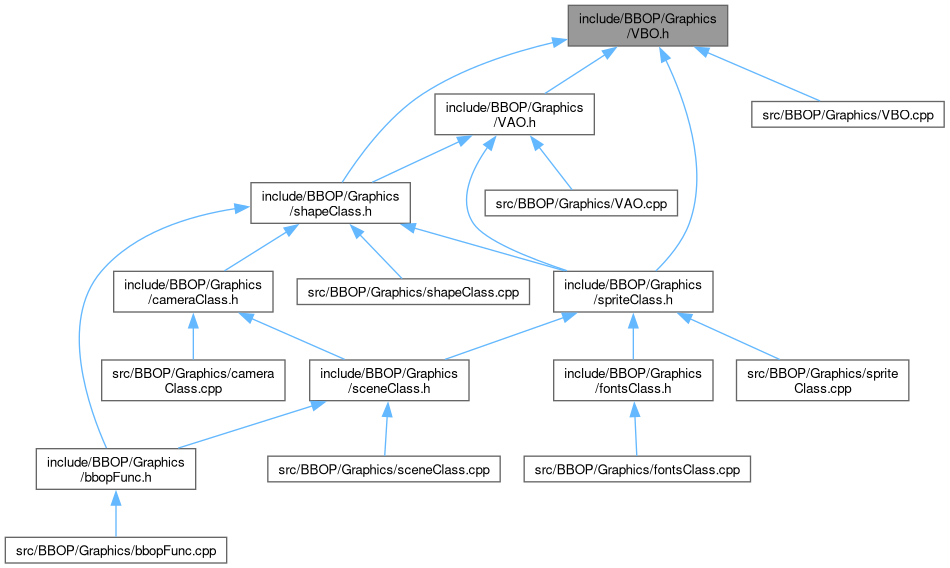 include/BBOP/Graphics
/VBO.h
include/BBOP/Graphics
/VAO.h
src/BBOP/Graphics/VBO.cpp
include/BBOP/Graphics
/shapeClass.h
src/BBOP/Graphics/VAO.cpp
include/BBOP/Graphics
/cameraClass.h
src/BBOP/Graphics/shapeClass.cpp
include/BBOP/Graphics
/spriteClass.h
src/BBOP/Graphics/camera
Class.cpp
include/BBOP/Graphics
/sceneClass.h
include/BBOP/Graphics
/fontsClass.h
src/BBOP/Graphics/sprite
Class.cpp
include/BBOP/Graphics
/bbopFunc.h
src/BBOP/Graphics/sceneClass.cpp
src/BBOP/Graphics/fontsClass.cpp
src/BBOP/Graphics/bbopFunc.cpp